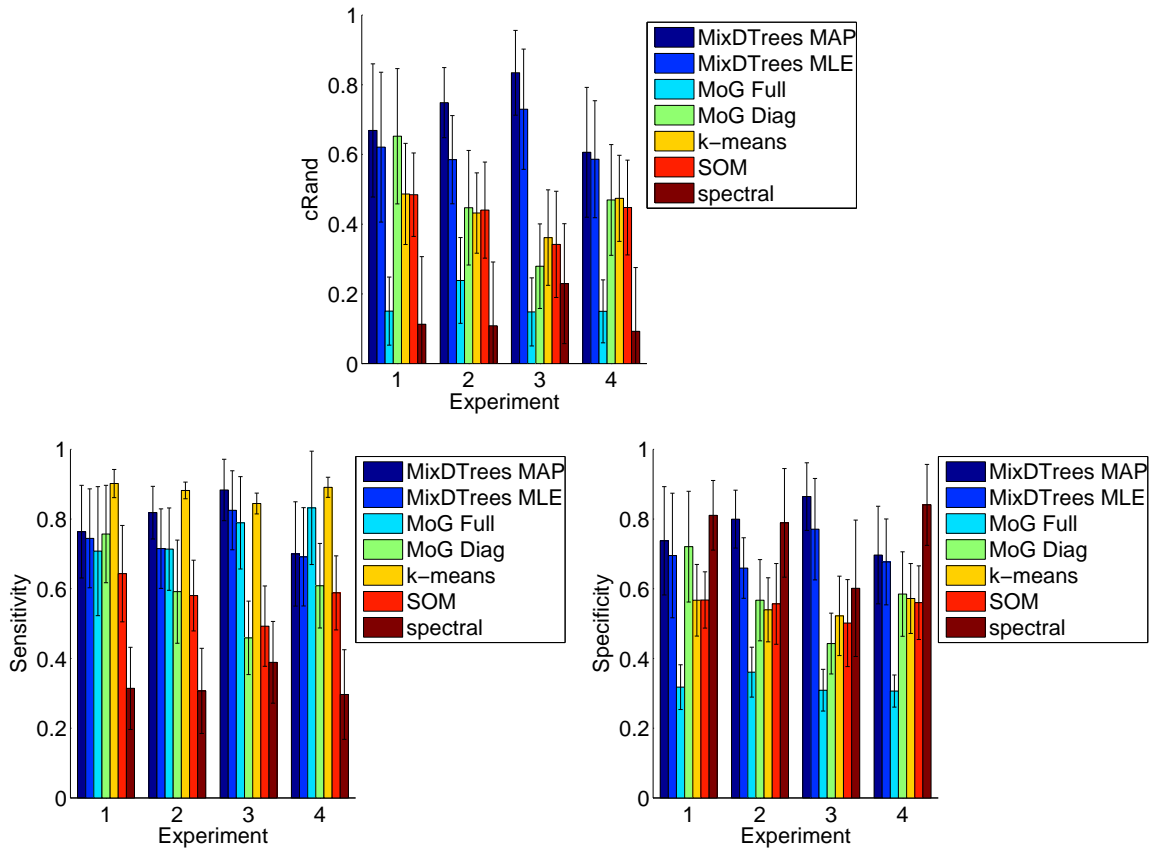 1
0.8
0.6
0.4
0.2
0
cRand
1 2 3 4
Experiment
MixDTrees MAP
MixDTrees MLE
MoG Full
MoG Diag
k−means
SOM
spectral
1
0.8
0.6
0.4
0.2
0
Sensitivity
1 2 3 4
Experiment
MixDTrees MAP
MixDTrees MLE
MoG Full
MoG Diag
k−means
SOM
spectral
1
0.8
0.6
0.4
0.2
0
Specificity
1 2 3 4
Experiment
MixDTrees MAP
MixDTrees MLE
MoG Full
MoG Diag
k−means
SOM
spectral